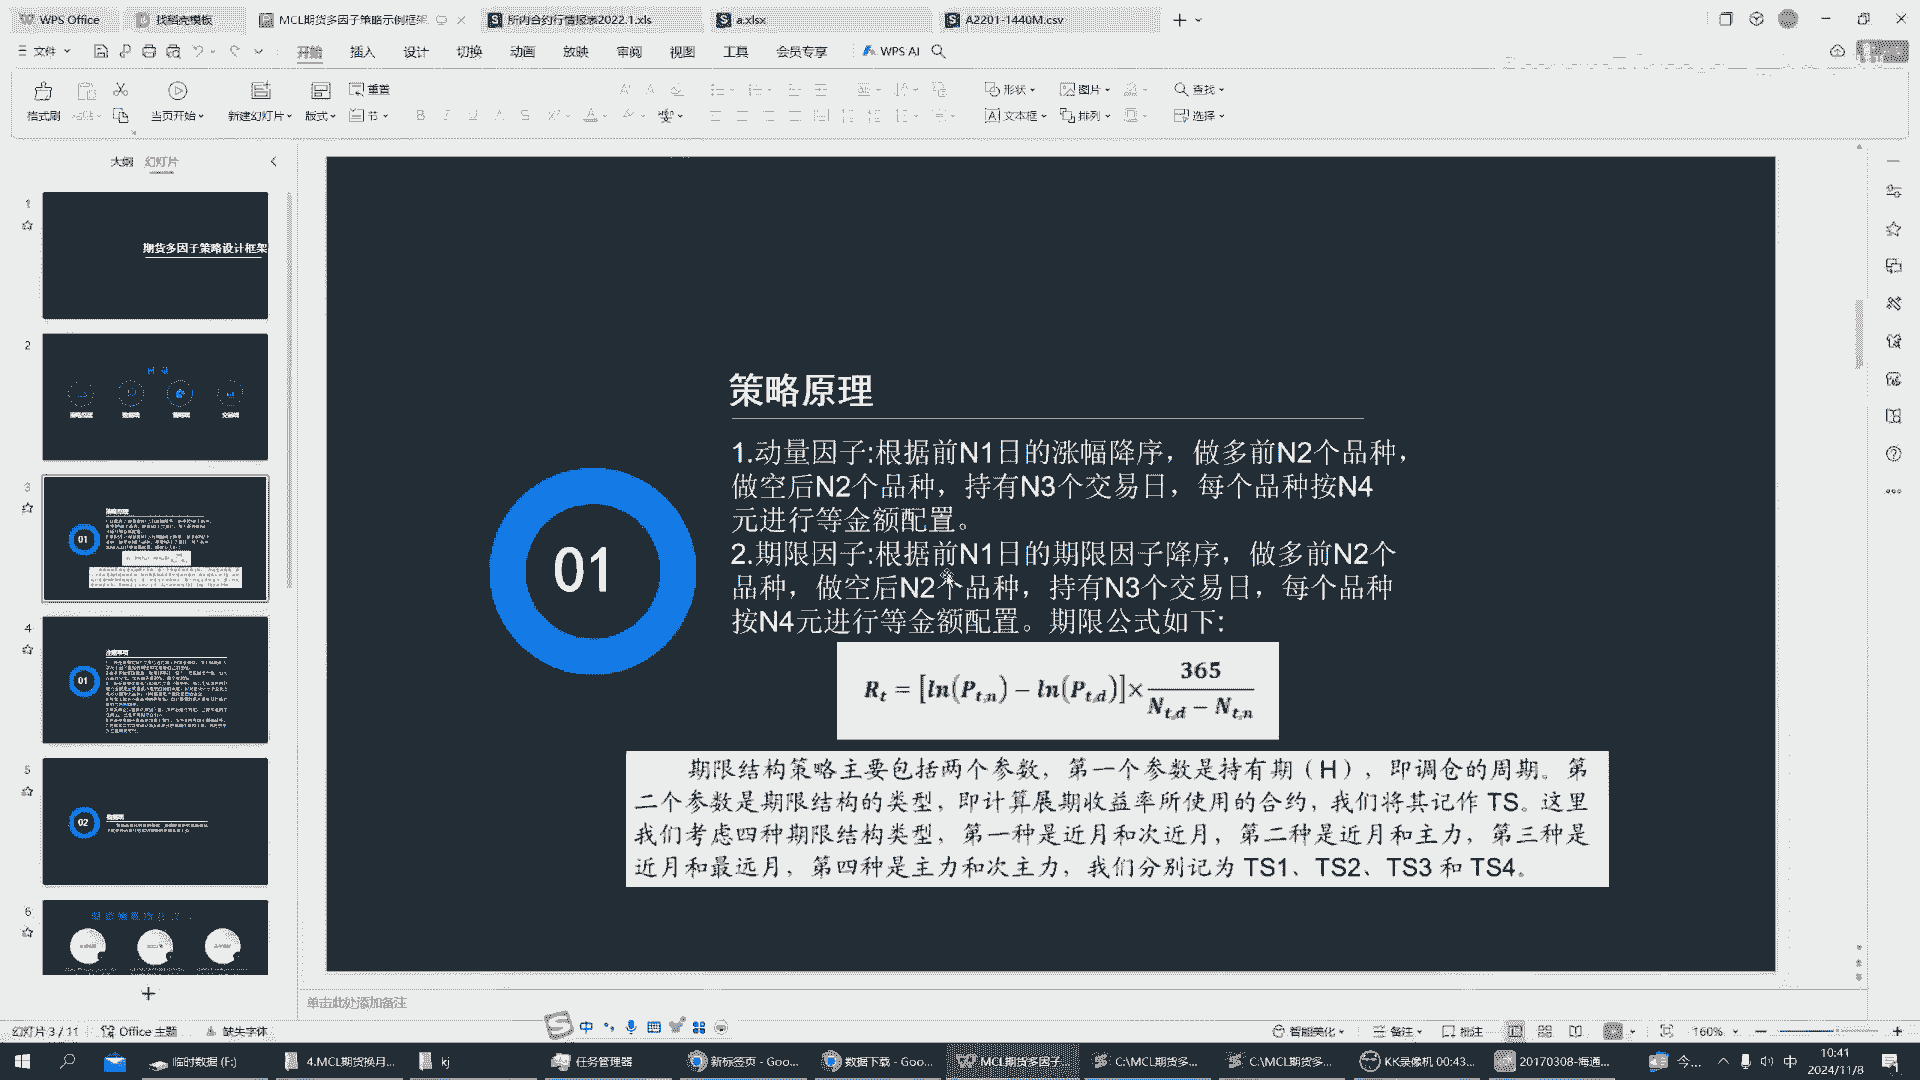 WPS Office
找稻壳模板
MCL期货多因子策略示例框架
所内合约行情报表2022.1.xls
a.xlsx
A2201-1440M.csv
文件
开始
插入
设计
切换
动画
放映
审阅
视图
工具
会员专享
WPS AI
格式刷
当页开始
新建幻灯片
版式
重置
节
形状
图片
查找
文本框
排列
选择
大纲
幻灯片
1
期货多因子策略设计框架
2
目录
3
01
4
01
5
02
6
策略原理
01
1.动量因子:根据前N1日的涨幅降序，做多前N2个品种，
做空后N2个品种，持有N3个交易日，每个品种按N4
元进行等金额配置。
2.期限因子:根据前N1日的期限因子降序，做多前N2个
品种，做空后N2个品种，持有N3个交易日，每个品种
按N4元进行等金额配置。期限公式如下:
R_t = [ln(P_{t,n}) − ln(P_{t,d})] × 365 / (N_{t,d} − N_{t,n})
期限结构策略主要包括两个参数，第一个参数是持有期（H），即调仓的周期。第
二个参数是期限结构的类型，即计算展期收益率所使用的合约，我们将其记作 TS。这里
我们考虑四种期限结构类型，第一种是近月和次近月，第二种是近月和主力，第三种是
近月和最远月，第四种是主力和次主力，我们分别记为 TS1、TS2、TS3 和 TS4。
单击此处添加备注
幻灯片 3 / 11
Office 主题
缺失字体
中
智能美化
备注
批注
160%
临时数据 (F:)
4.MCL期货换月...
kj
任务管理器
新标签页 - Goo...
数据下载 - Goo...
MCL期货多因子...
C:\MCL期货多...
C:\MCL期货多...
KK录像机 00:43...
20170308-海通...
今...
中
10:41
2024/11/8